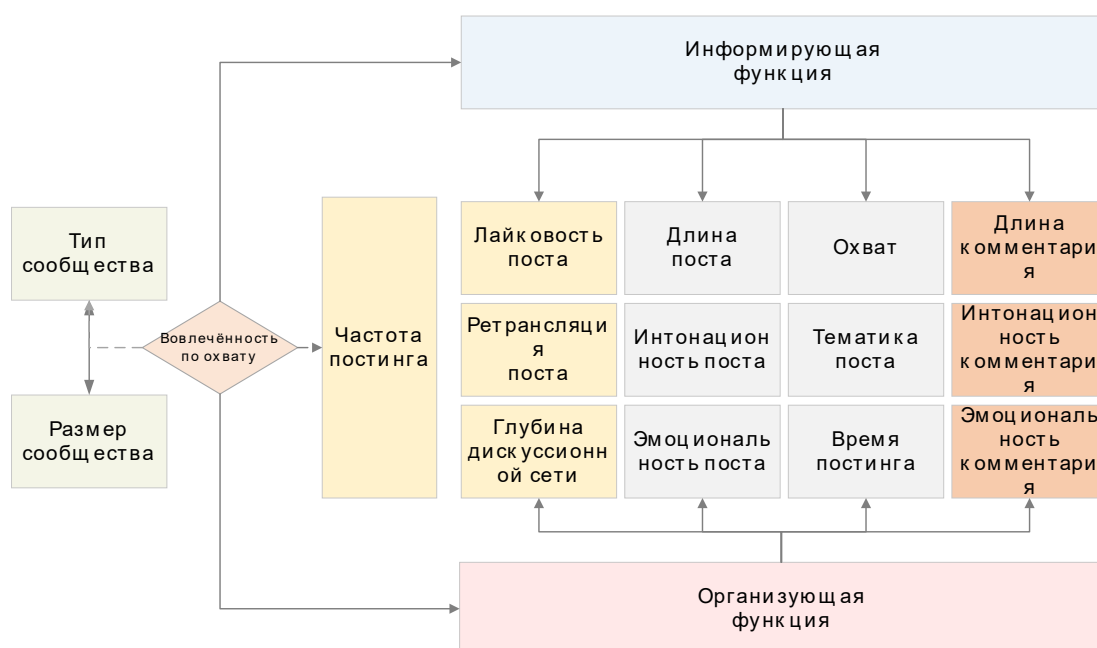 Информирующая
функция
Тип
сообщества
Размер
сообщества
Вовлечённость
по охвату
Частота
постинга
Лайковость
поста
Длина
поста
Охват
Длина
комментари
я
Ретрансляци
я
поста
Интонацион
ность поста
Тематика
поста
Интонацион
ность
комментари
я
Глубина
дискуссионн
ой сети
Эмоциональ
ность поста
Время
постинга
Эмоциональ
ность
комментари
я
Организующая
функция